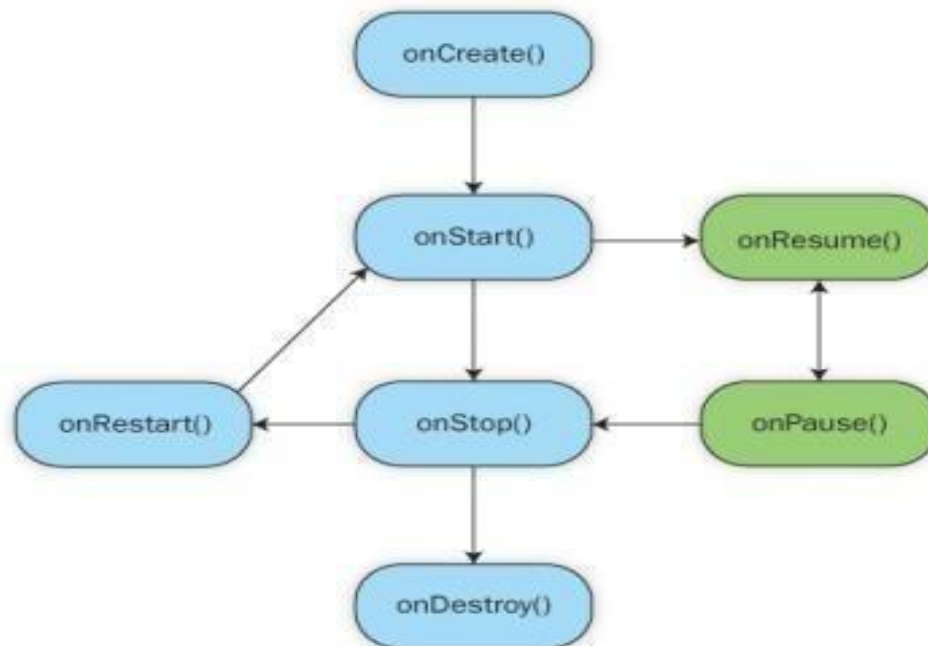 onCreate()
onStart()
onResume()
onRestart()
onStop()
onPause()
onDestroy()